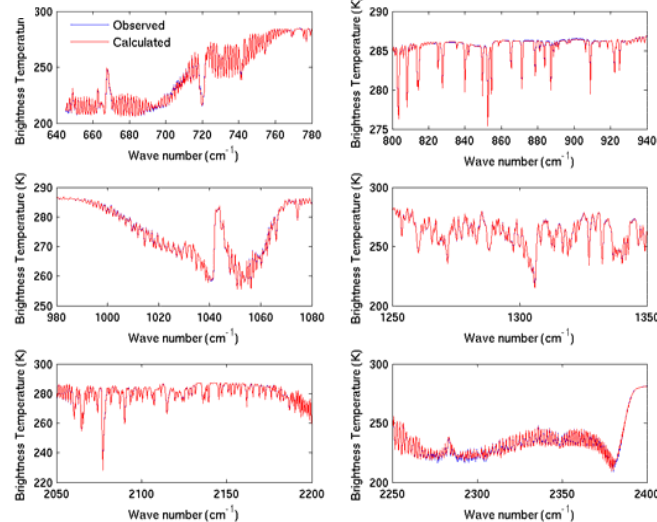 Observed
Calculated
Brightness Temperaturn
300
250
200
640 660 680 700 720 740 760 780
Wave number (cm⁻¹)
Brightness Temperature (K)
290
285
280
275
800 820 840 860 880 900 920 940
Wave number (cm⁻¹)
Brightness Temperature (K)
290
280
270
260
250
980 1000 1020 1040 1060 1080
Wave number (cm⁻¹)
Brightness Temperature (K)
300
250
200
1250 1300 1350
Wave number (cm⁻¹)
Brightness Temperature (K)
300
280
260
240
220
2050 2100 2150 2200
Wave number (cm⁻¹)
Brightness Temperature (K)
300
250
200
2250 2300 2350 2400
Wave number (cm⁻¹)